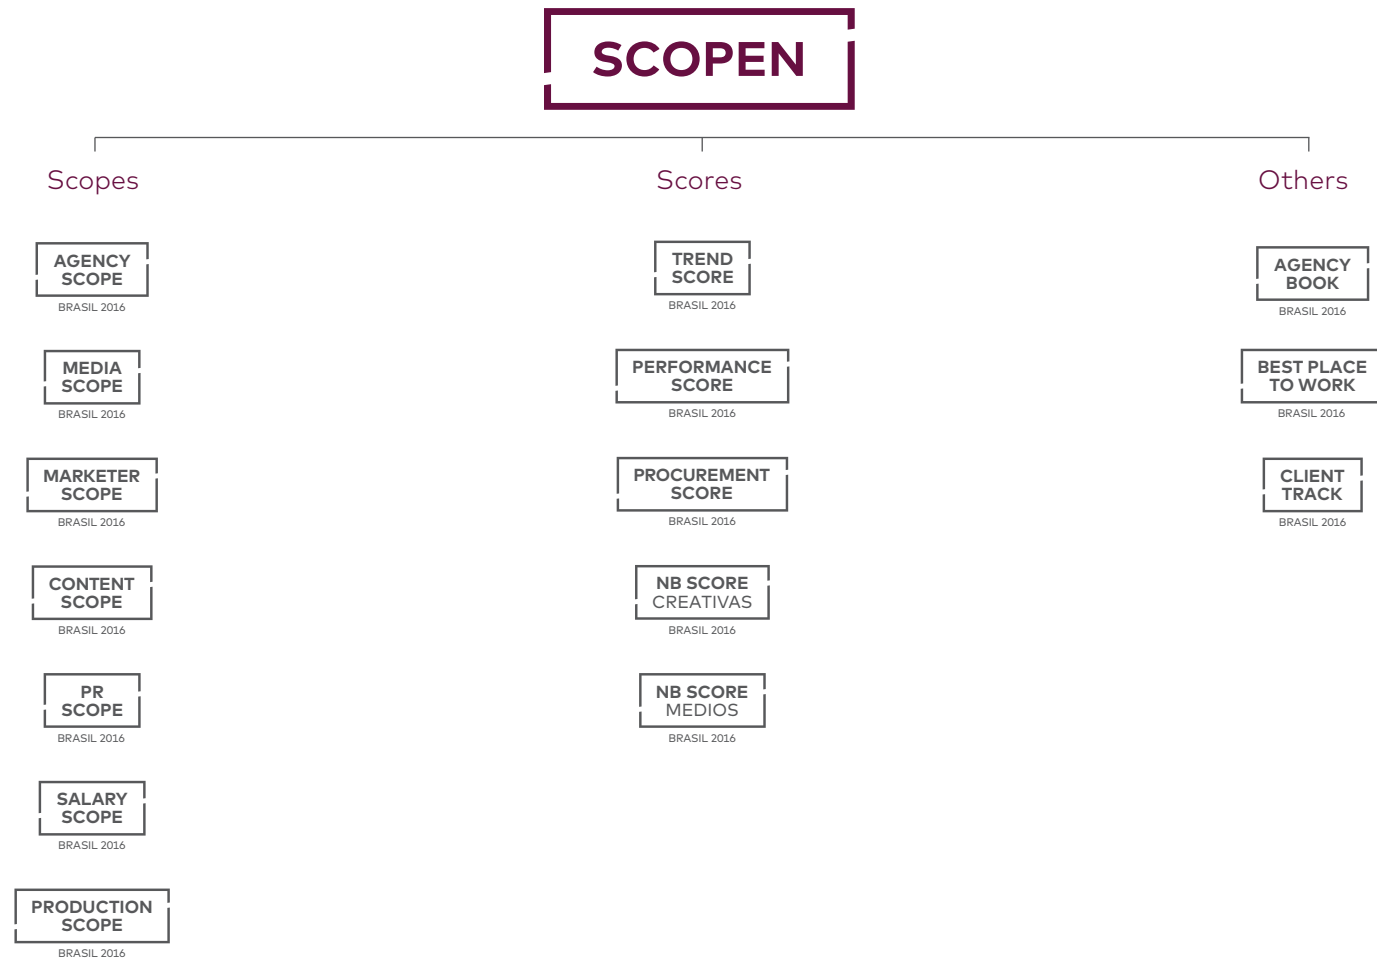 SCOPEN
Scopes
AGENCY
SCOPE
BRASIL 2016
MEDIA
SCOPE
BRASIL 2016
MARKETER
SCOPE
BRASIL 2016
CONTENT
SCOPE
BRASIL 2016
PR
SCOPE
BRASIL 2016
SALARY
SCOPE
BRASIL 2016
PRODUCTION
SCOPE
BRASIL 2016
Scores
TREND
SCORE
BRASIL 2016
PERFORMANCE
SCORE
BRASIL 2016
PROCUREMENT
SCORE
BRASIL 2016
NB SCORE
CREATIVAS
BRASIL 2016
NB SCORE
MEDIOS
BRASIL 2016
Others
AGENCY
BOOK
BRASIL 2016
BEST PLACE
TO WORK
BRASIL 2016
CLIENT
TRACK
BRASIL 2016